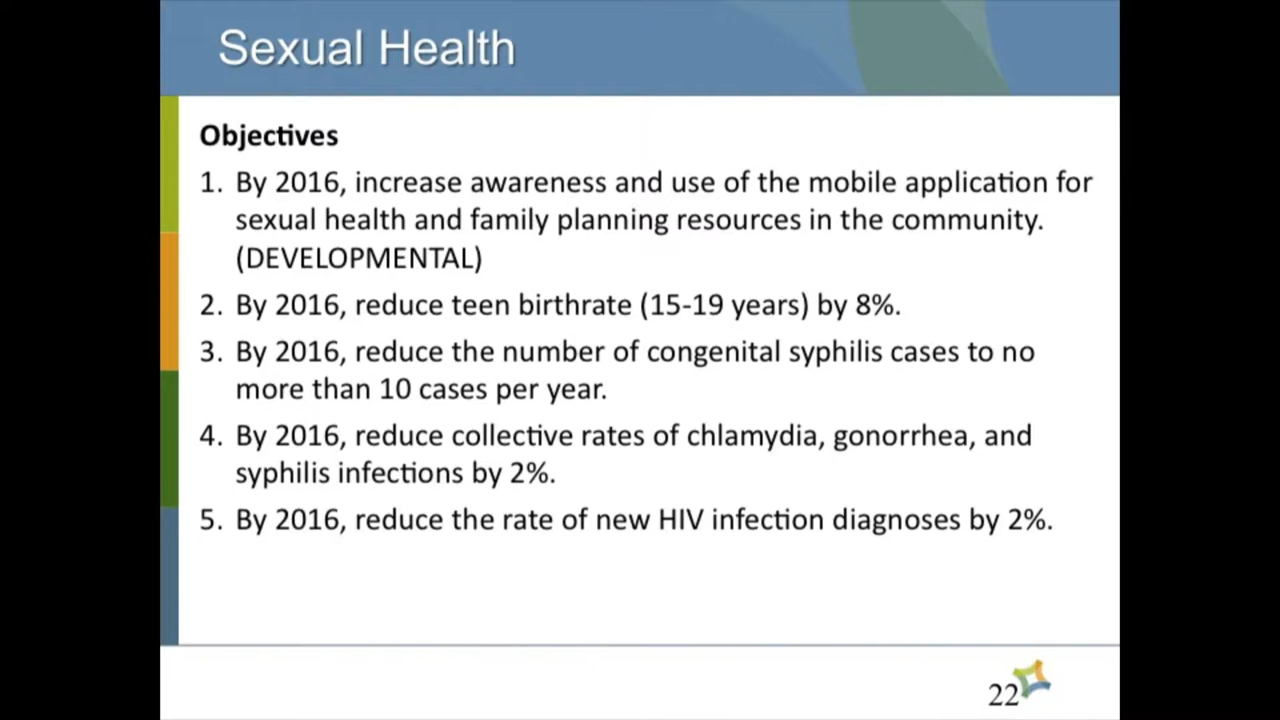 Sexual Health
Objectives
1. By 2016, increase awareness and use of the mobile application for
sexual health and family planning resources in the community.
(DEVELOPMENTAL)
2. By 2016, reduce teen birthrate (15-19 years) by 8%.
3. By 2016, reduce the number of congenital syphilis cases to no
more than 10 cases per year.
4. By 2016, reduce collective rates of chlamydia, gonorrhea, and
syphilis infections by 2%.
5. By 2016, reduce the rate of new HIV infection diagnoses by 2%.
22